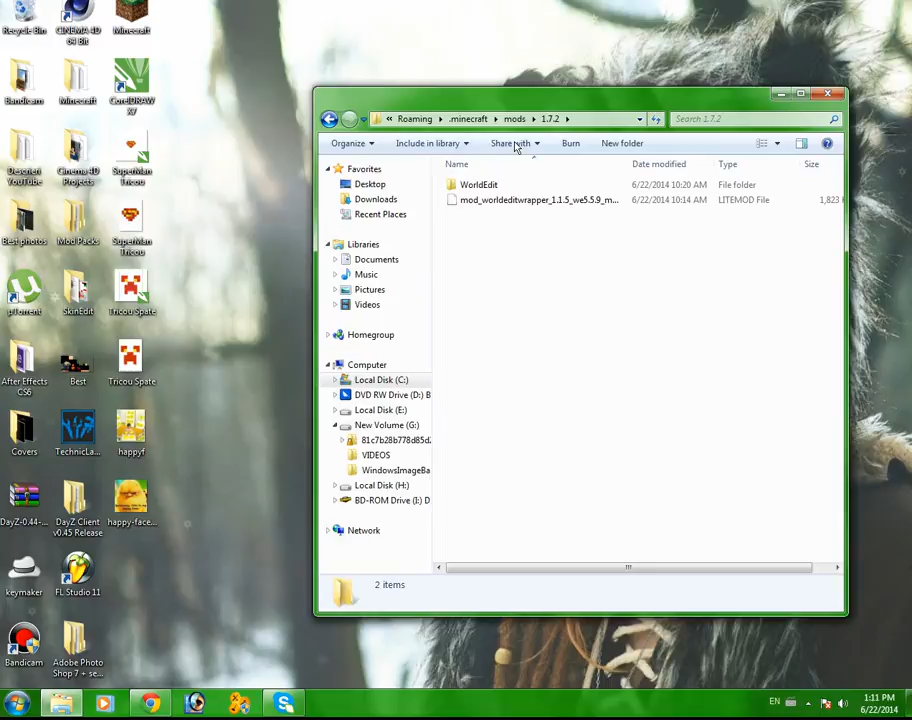 Recycle Bin
CINEMA 4D
64 Bit
Minecraft
Bandicam
Minecraft
CorelDRAW
X7
Descrieri
YouTube
Cinema 4D
Projects
SuperMan
Tricou
Best photos
Mod Packs
SuperMan
Tricou
µTorrent
SkinEdit
Tricou Spate
After Effects
CS6
Best
Tricou Spate
Covers
TechnicLa...
happyf
DayZ-0.44-...
DayZ Client
v0.45 Release
happy-face...
keymaker
FL Studio 11
Bandicam
Adobe Photo
Shop 7 + se...
« Roaming
.minecraft
mods
1.7.2
Search 1.7.2
Organize
Include in library
Share with
Burn
New folder
Favorites
Desktop
Downloads
Recent Places
Libraries
Documents
Music
Pictures
Videos
Homegroup
Computer
Local Disk (C:)
DVD RW Drive (D:) B
Local Disk (E:)
New Volume (G:)
81c7b28b778d85d
VIDEOS
WindowsImageBa
Local Disk (H:)
BD-ROM Drive (I:) D
Network
Name Date modified Type Size
WorldEdit 6/22/2014 10:20 AM File folder
mod_worldeditwrapper_1.1.5_we5.5.9_m... 6/22/2014 10:14 AM LITEMOD File 1,823
2 items
EN
1:11 PM
6/22/2014